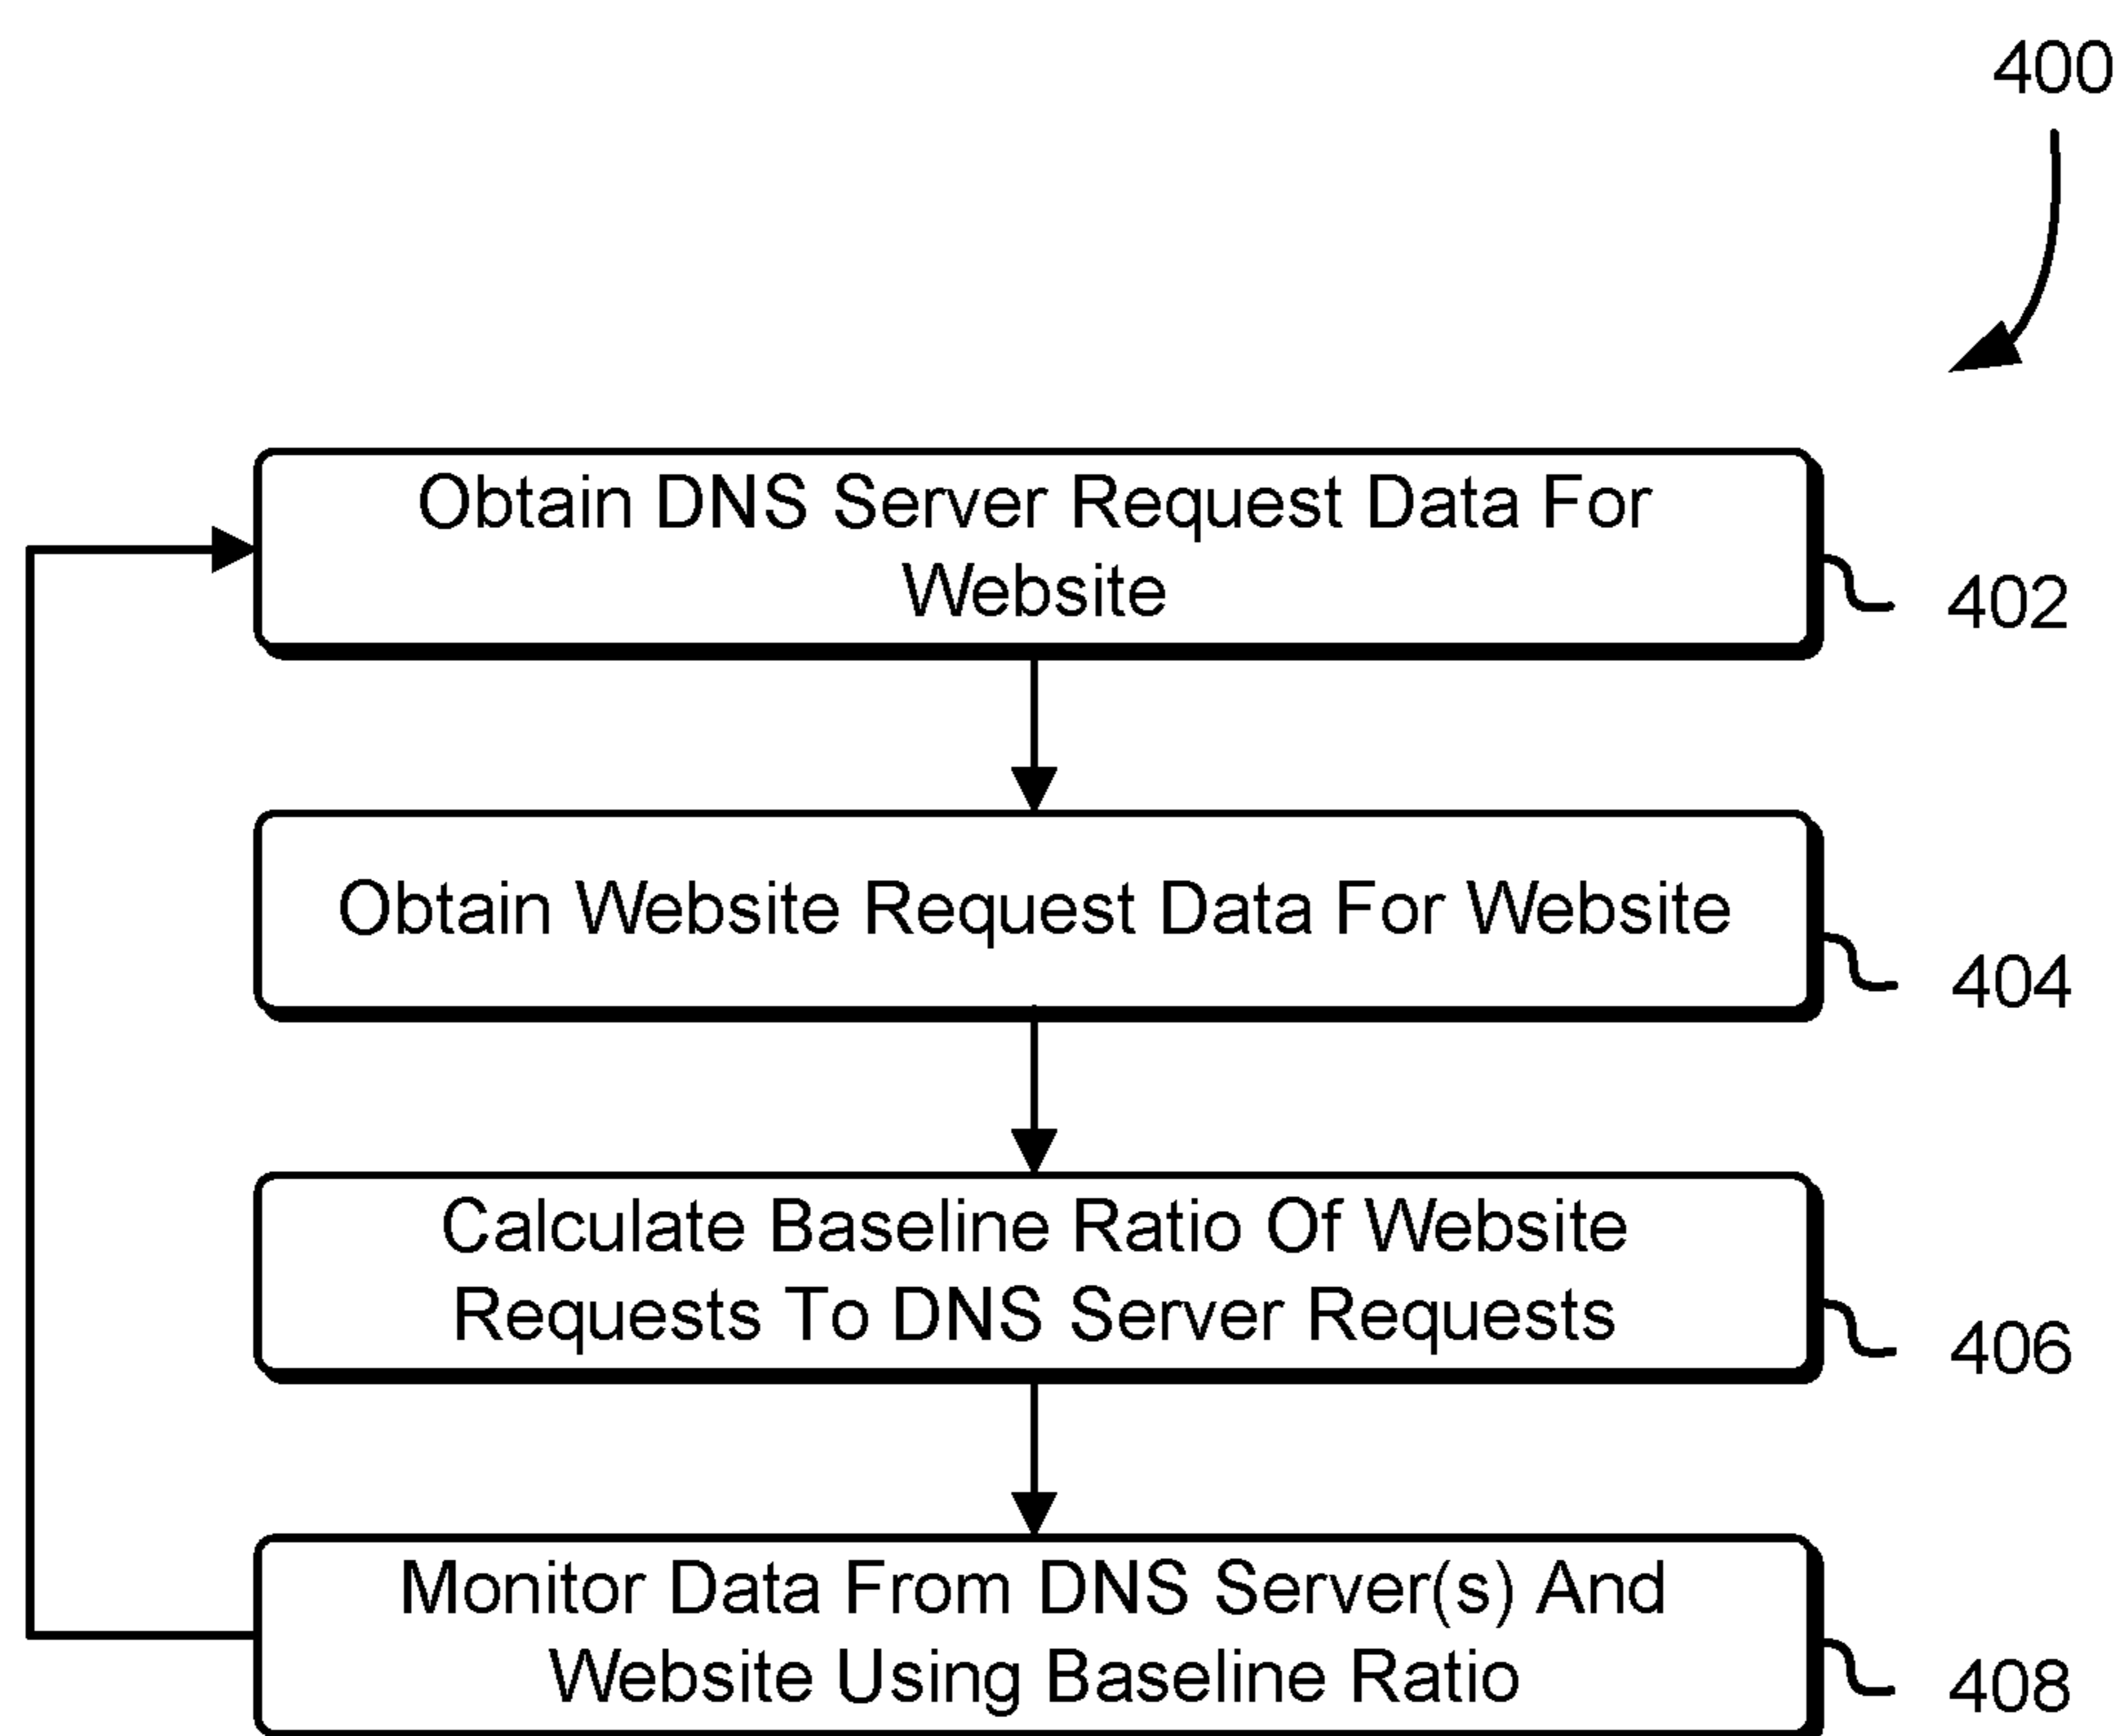 400
Obtain DNS Server Request Data For
Website
402
Obtain Website Request Data For Website
404
Calculate Baseline Ratio Of Website
Requests To DNS Server Requests
406
Monitor Data From DNS Server(s) And
Website Using Baseline Ratio
408